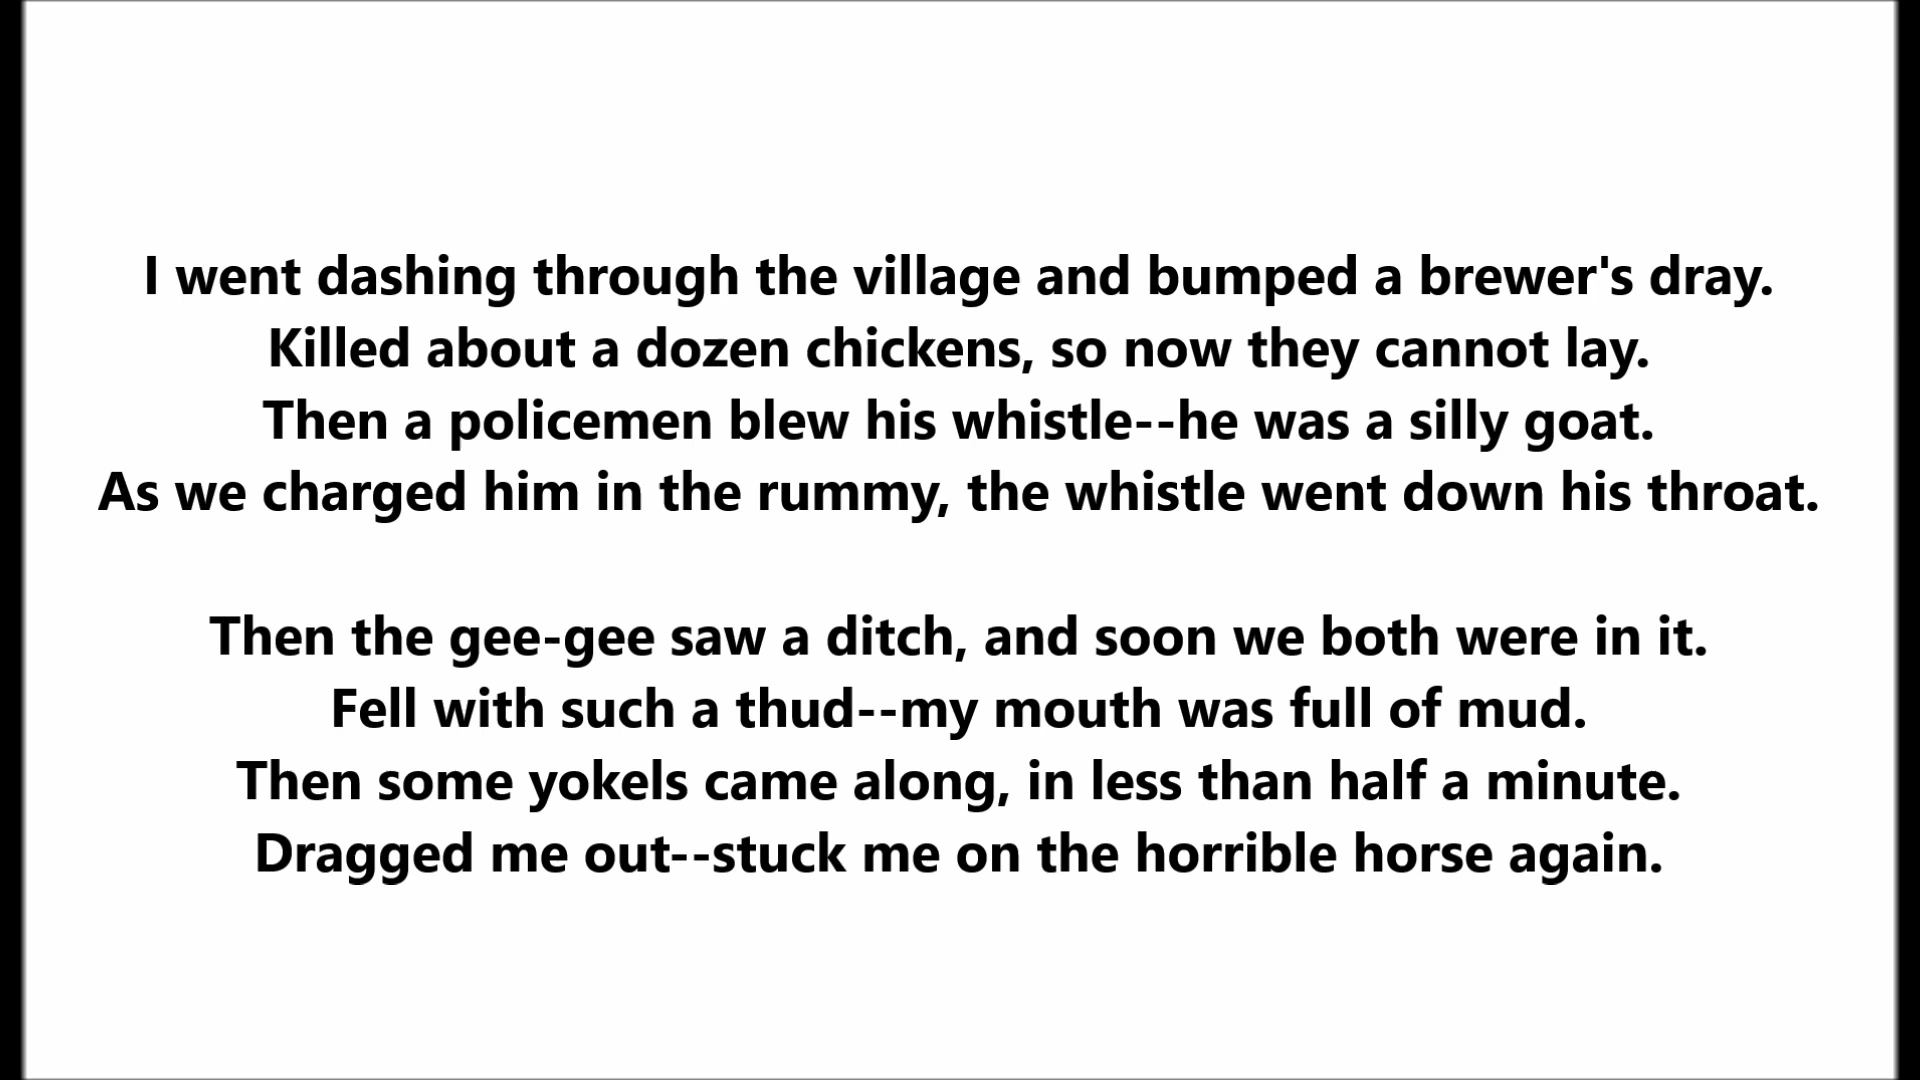 I went dashing through the village and bumped a brewer's dray.
Killed about a dozen chickens, so now they cannot lay.
Then a policemen blew his whistle--he was a silly goat.
As we charged him in the rummy, the whistle went down his throat.
Then the gee-gee saw a ditch, and soon we both were in it.
Fell with such a thud--my mouth was full of mud.
Then some yokels came along, in less than half a minute.
Dragged me out--stuck me on the horrible horse again.